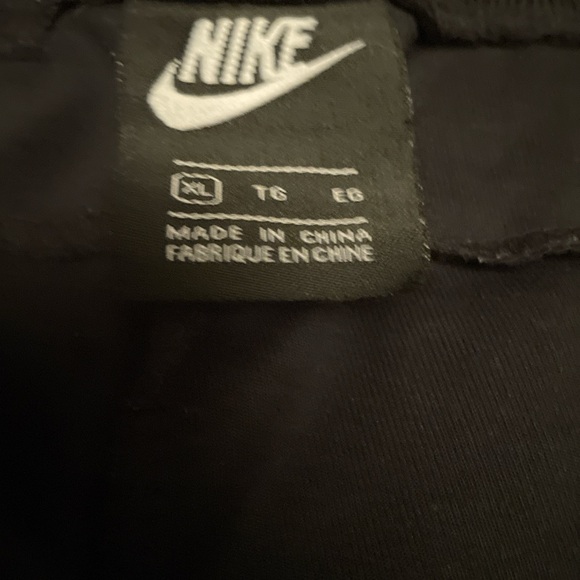 NIKE
XL TG EG
MADE IN CHINA
FABRIQUE EN CHINE